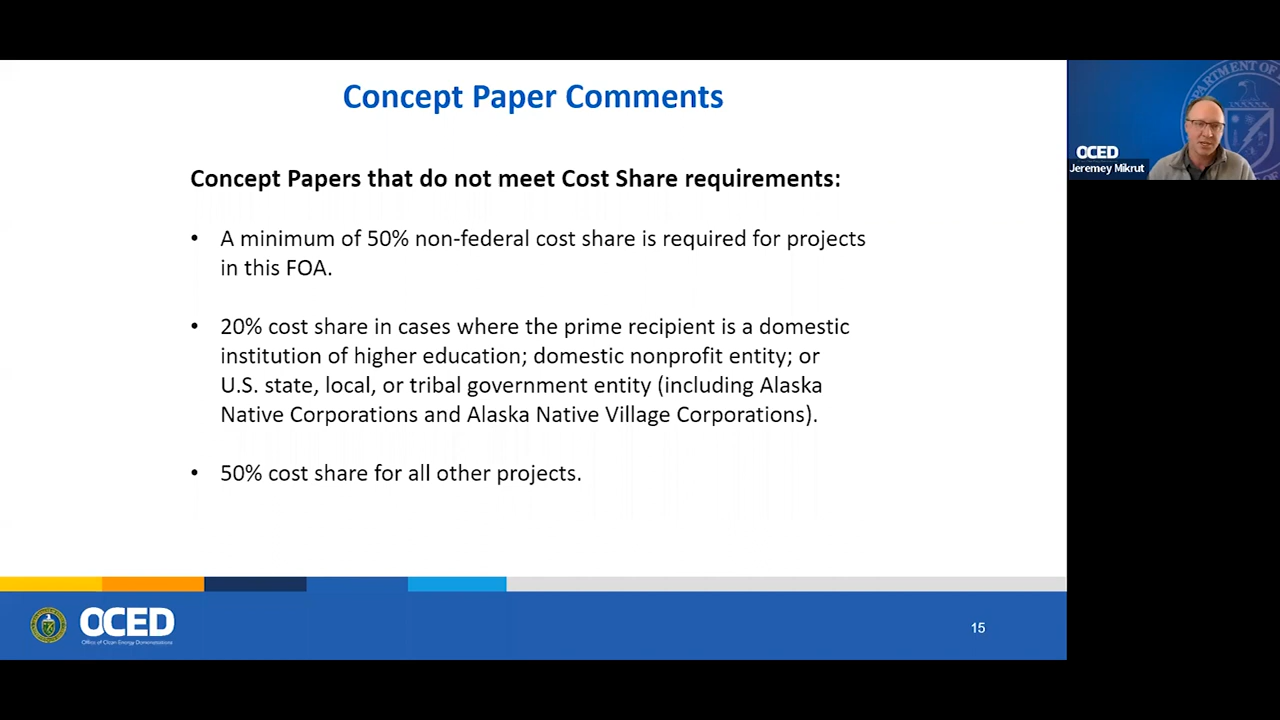 Concept Paper Comments
Concept Papers that do not meet Cost Share requirements:
• A minimum of 50% non-federal cost share is required for projects
in this FOA.
• 20% cost share in cases where the prime recipient is a domestic
institution of higher education; domestic nonprofit entity; or
U.S. state, local, or tribal government entity (including Alaska
Native Corporations and Alaska Native Village Corporations).
• 50% cost share for all other projects.
OCED
Office of Clean Energy Demonstrations
15
DEPARTMENT OF
OCED
Jeremey Mikrut